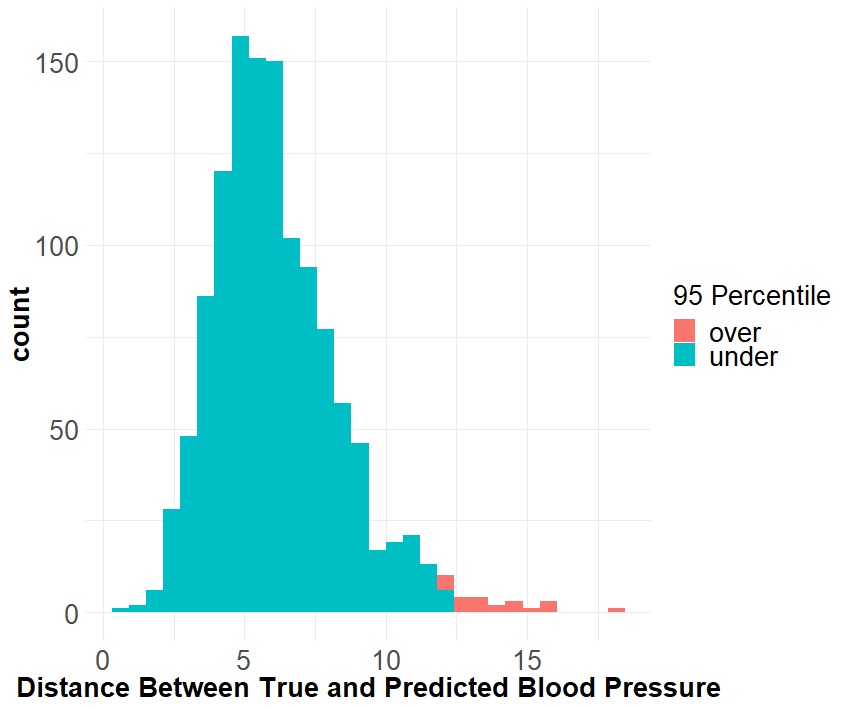 150
100
50
0
0 5 10 15
count
Distance Between True and Predicted Blood Pressure
95 Percentile
over
under